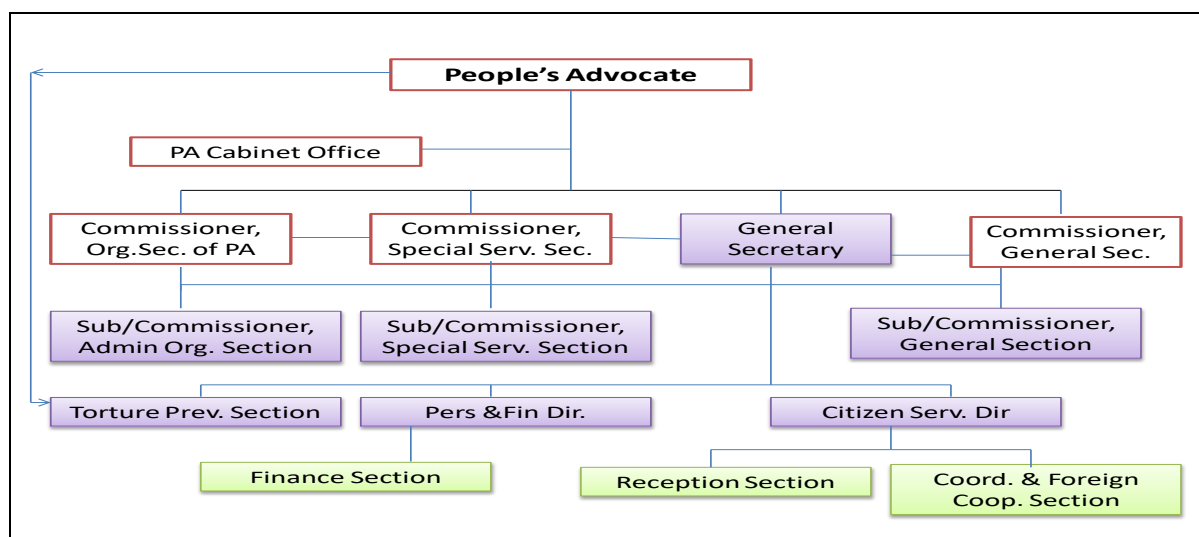 People's Advocate
PA Cabinet Office
Commissioner,
Org.Sec. of PA
Commissioner,
Special Serv. Sec.
General
Secretary
Commissioner,
General Sec.
Sub/Commissioner,
Admin Org. Section
Sub/Commissioner,
Special Serv. Section
Sub/Commissioner,
General Section
Torture Prev. Section
Pers &Fin Dir.
Citizen Serv. Dir
Finance Section
Reception Section
Coord. & Foreign
Coop. Section